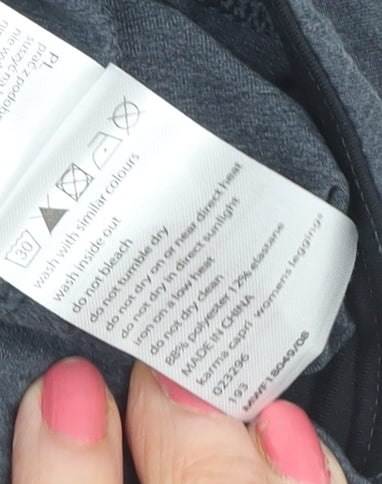 PL
30
wash with similar colours
wash inside out
do not bleach
do not tumble dry
do not dry on or near direct heat
do not dry in direct sunlight
iron on a low heat
do not dry clean
88% polyester 12% elastane
MADE IN CHINA
karma capri womens leggings
023296
193
MWF18D49/08